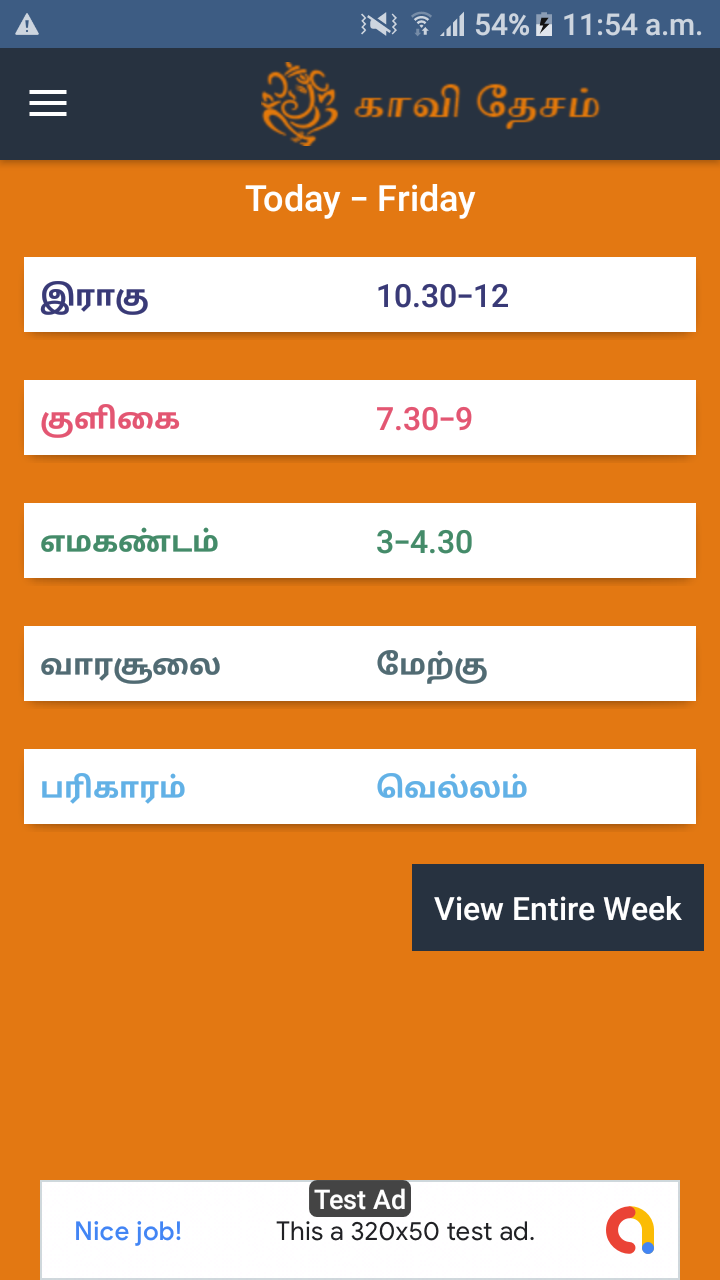 54% 11:54 a.m.
காவி தேசம்
Today - Friday
இராகு 10.30-12
குளிகை 7.30-9
எமகண்டம் 3-4.30
வாரசூலை மேற்கு
பரிகாரம் வெல்லம்
View Entire Week
Test Ad
Nice job! This a 320x50 test ad.